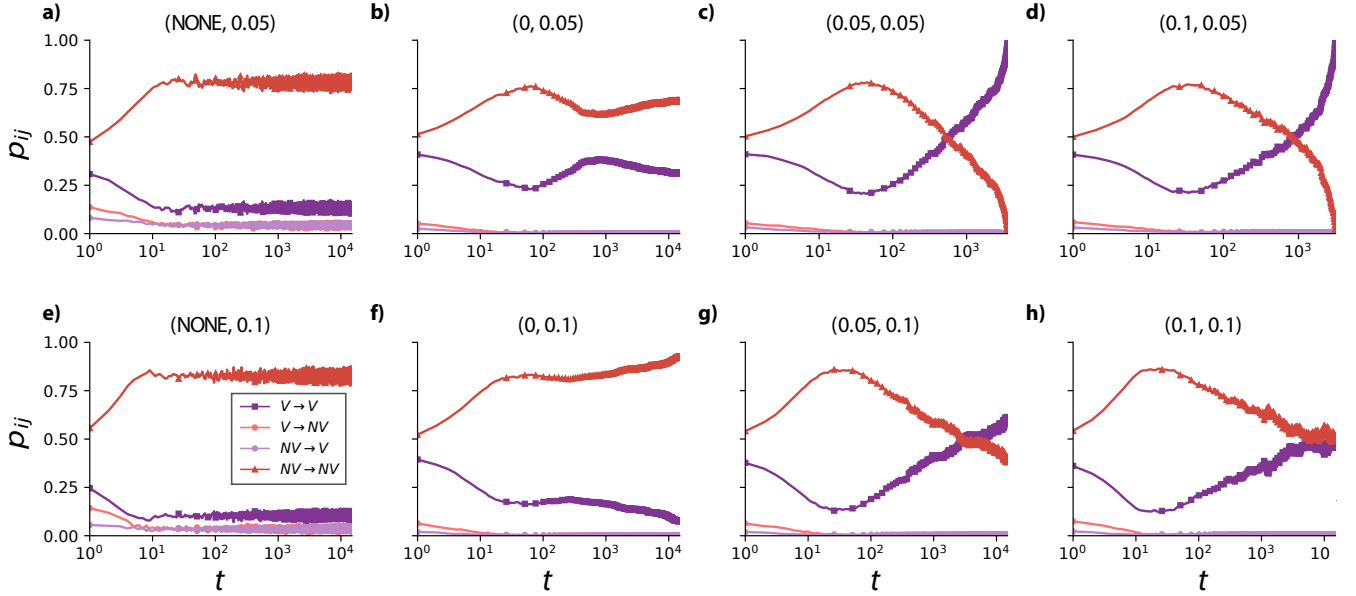 a) (NONE, 0.05)
b) (0, 0.05)
c) (0.05, 0.05)
d) (0.1, 0.05)
1.00
0.75
0.50
0.25
0.00
p_ij
10^0 10^1 10^2 10^3 10^4
10^0 10^1 10^2 10^3 10^4
10^0 10^1 10^2 10^3
10^0 10^1 10^2 10^3
e) (NONE, 0.1)
f) (0, 0.1)
g) (0.05, 0.1)
h) (0.1, 0.1)
1.00
0.75
0.50
0.25
0.00
p_ij
V → V
V → NV
NV → V
NV → NV
10^0 10^1 10^2 10^3 10^4
10^0 10^1 10^2 10^3 10^4
10^0 10^1 10^2 10^3 10^4
10^0 10^1 10^2 10^3 10
t t t t